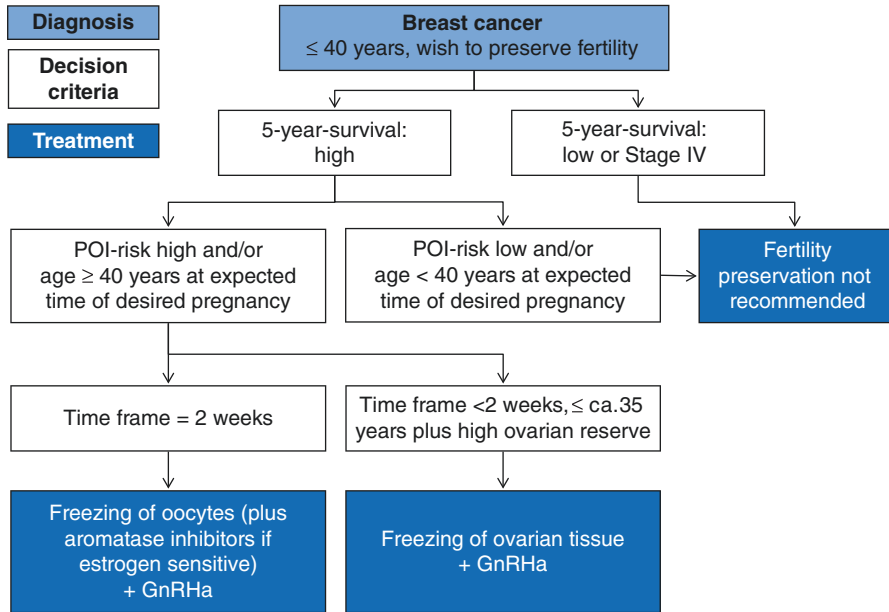 Diagnosis
Decision
criteria
Treatment
Breast cancer
≤ 40 years, wish to preserve fertility
5-year-survival:
high
5-year-survival:
low or Stage IV
POI-risk high and/or
age ≥ 40 years at expected
time of desired pregnancy
POI-risk low and/or
age < 40 years at expected
time of desired pregnancy
Fertility
preservation not
recommended
Time frame = 2 weeks
Time frame <2 weeks, ≤ ca.35
years plus high ovarian reserve
Freezing of oocytes (plus
aromatase inhibitors if
estrogen sensitive)
+ GnRHa
Freezing of ovarian tissue
+ GnRHa